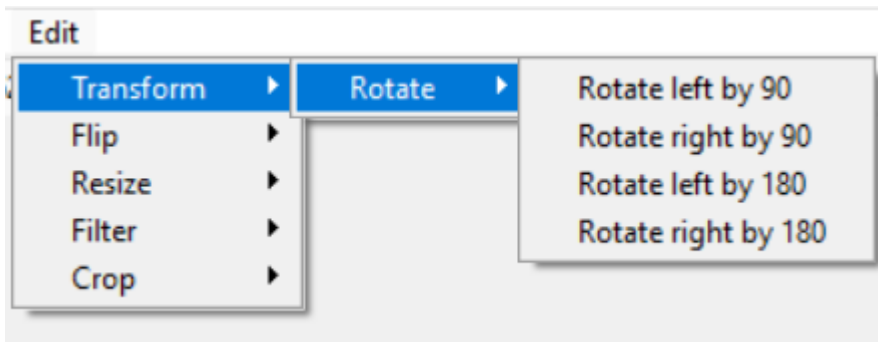 Edit
Transform
Rotate
Rotate left by 90
Flip
Rotate right by 90
Resize
Rotate left by 180
Filter
Rotate right by 180
Crop